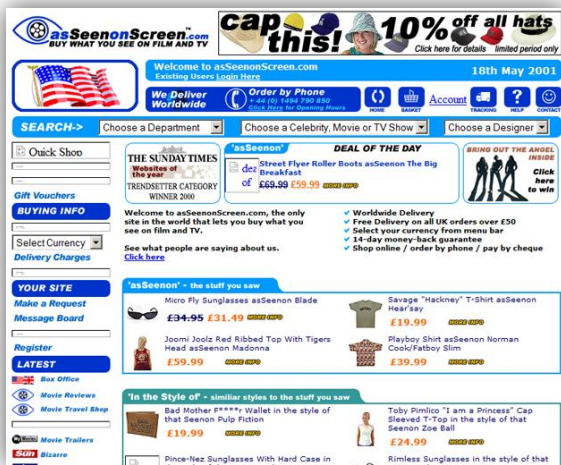 asSeenonScreen.com
BUY WHAT YOU SEE ON FILM AND TV
cap this!
10% off all hats
Click here for details limited period only
Welcome to asSeenonScreen.com
Existing Users Login Here
18th May 2001
We Deliver Worldwide
Order by Phone
+ 44 (0) 1494 790 850
Click Here for Opening Hours
HOME
BASKET
Account
TRACKING
HELP
CONTACT
SEARCH->
Choose a Department
Choose a Celebrity, Movie or TV Show
Choose a Designer
Quick Shop
Gift Vouchers
BUYING INFO
Select Currency
Delivery Charges
YOUR SITE
Make a Request
Message Board
Register
LATEST
Box Office
Movie Reviews
Movie Travel Shop
Movie Trailers
Sun
Bizarre
THE SUNDAY TIMES
Websites of
the year
TRENDSETTER CATEGORY
WINNER 2000
'asSeenon'
DEAL OF THE DAY
Street Flyer Roller Boots asSeenon The Big
Breakfast
£69.99 £59.99 MORE INFO
BRING OUT THE ANGEL
INSIDE
Click
here
to win
Welcome to asSeenonScreen.com, the only
site in the world that lets you buy what you
see on film and TV.
See what people are saying about us.
Click here
Worldwide Delivery
Free Delivery on all UK orders over £50
Select your currency from menu bar
14-day money-back guarantee
Shop online / order by phone / pay by cheque
'asSeenon' - the stuff you saw
Micro Fly Sunglasses asSeenon Blade
£34.95 £31.49 MORE INFO
Savage "Hackney" T-Shirt asSeenon
Hear'say
£19.99 MORE INFO
Joomi Joolz Red Ribbed Top With Tigers
Head asSeenon Madonna
£59.99 MORE INFO
Playboy Shirt asSeenon Norman
Cook/Fatboy Slim
£39.99 MORE INFO
'In the Style of' - similiar styles to the stuff you saw
Bad Mother F****r Wallet in the style of
that Seenon Pulp Fiction
£19.99 MORE INFO
Toby Pimlico "I am a Princess" Cap
Sleeved T-Top in the style of that
Seenon Zoe Ball
£24.99 MORE INFO
Pince-Nez Sunglasses With Hard Case in
Rimless Sunglasses in the style of that